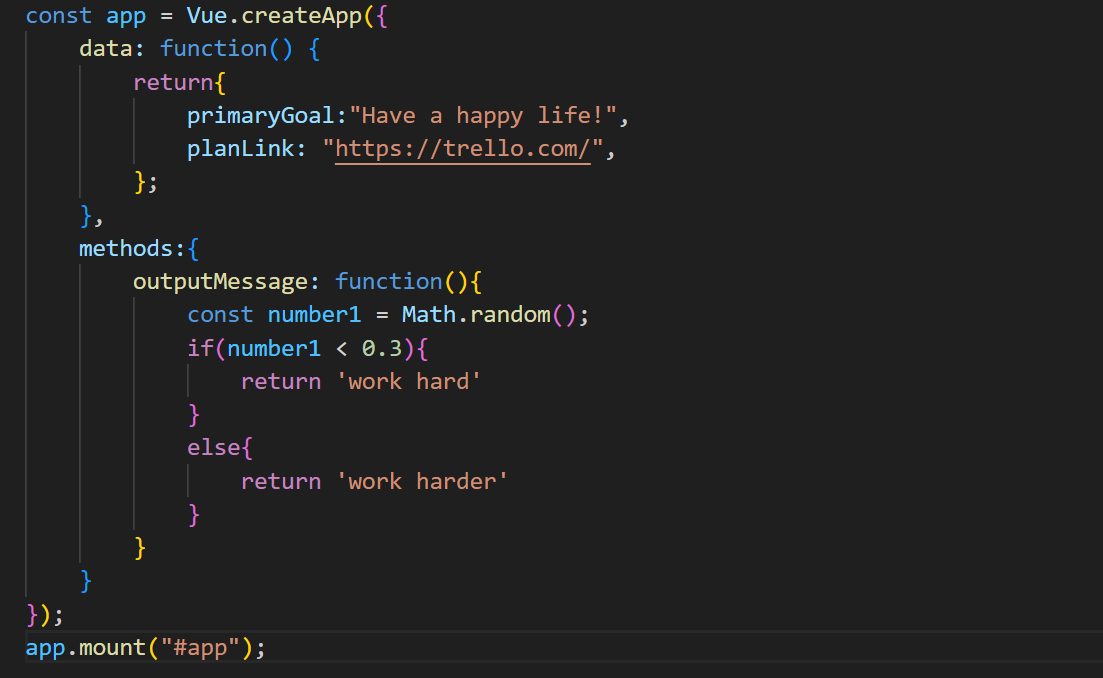 const app = Vue.createApp({
    data: function() {
        return{
            primaryGoal:"Have a happy life!",
            planLink: "https://trello.com/",
        };
    },
    methods:{
        outputMessage: function(){
            const number1 = Math.random();
            if(number1 < 0.3){
                return 'work hard'
            }
            else{
                return 'work harder'
            }
        }
    }
});
app.mount("#app");